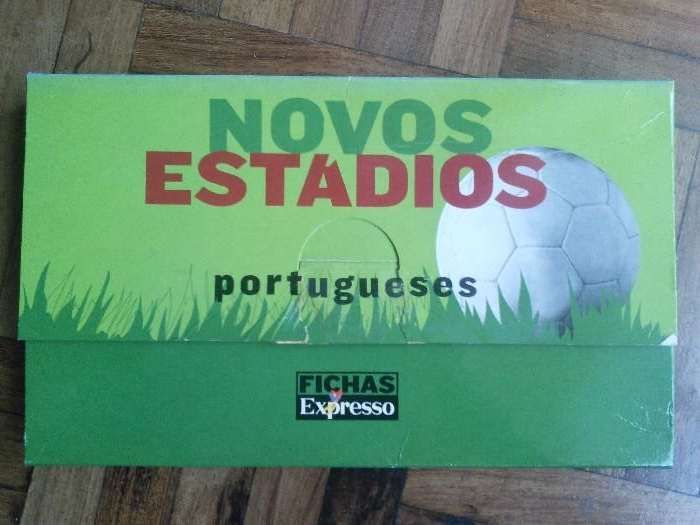 NOVOS
ESTÁDIOS
portugueses
FICHAS
Expresso